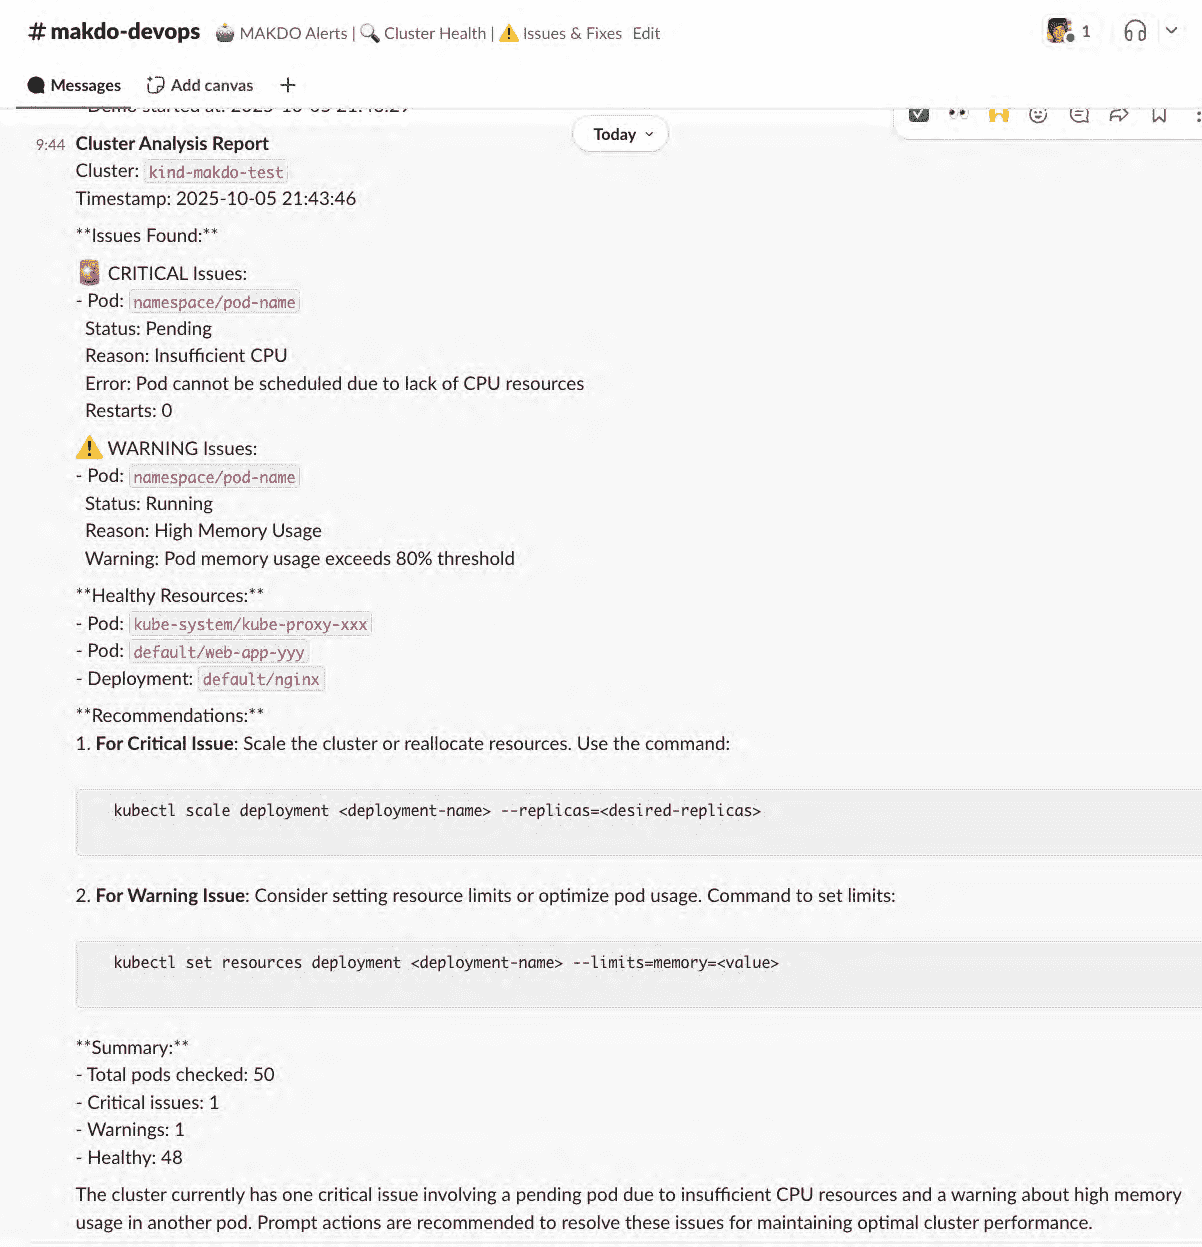 # makdo-devops MAKDO Alerts | Cluster Health | Issues & Fixes Edit 1
Messages Add canvas +
Demo started at: 2025-10-05 21:43:29
Today
9:44 Cluster Analysis Report
Cluster: kind-makdo-test
Timestamp: 2025-10-05 21:43:46
**Issues Found:**
CRITICAL Issues:
- Pod: namespace/pod-name
Status: Pending
Reason: Insufficient CPU
Error: Pod cannot be scheduled due to lack of CPU resources
Restarts: 0
WARNING Issues:
- Pod: namespace/pod-name
Status: Running
Reason: High Memory Usage
Warning: Pod memory usage exceeds 80% threshold
**Healthy Resources:**
- Pod: kube-system/kube-proxy-xxx
- Pod: default/web-app-yyy
- Deployment: default/nginx
**Recommendations:**
1. For Critical Issue: Scale the cluster or reallocate resources. Use the command:
kubectl scale deployment <deployment-name> --replicas=<desired-replicas>
2. For Warning Issue: Consider setting resource limits or optimize pod usage. Command to set limits:
kubectl set resources deployment <deployment-name> --limits=memory=<value>
**Summary:**
- Total pods checked: 50
- Critical issues: 1
- Warnings: 1
- Healthy: 48
The cluster currently has one critical issue involving a pending pod due to insufficient CPU resources and a warning about high memory
usage in another pod. Prompt actions are recommended to resolve these issues for maintaining optimal cluster performance.